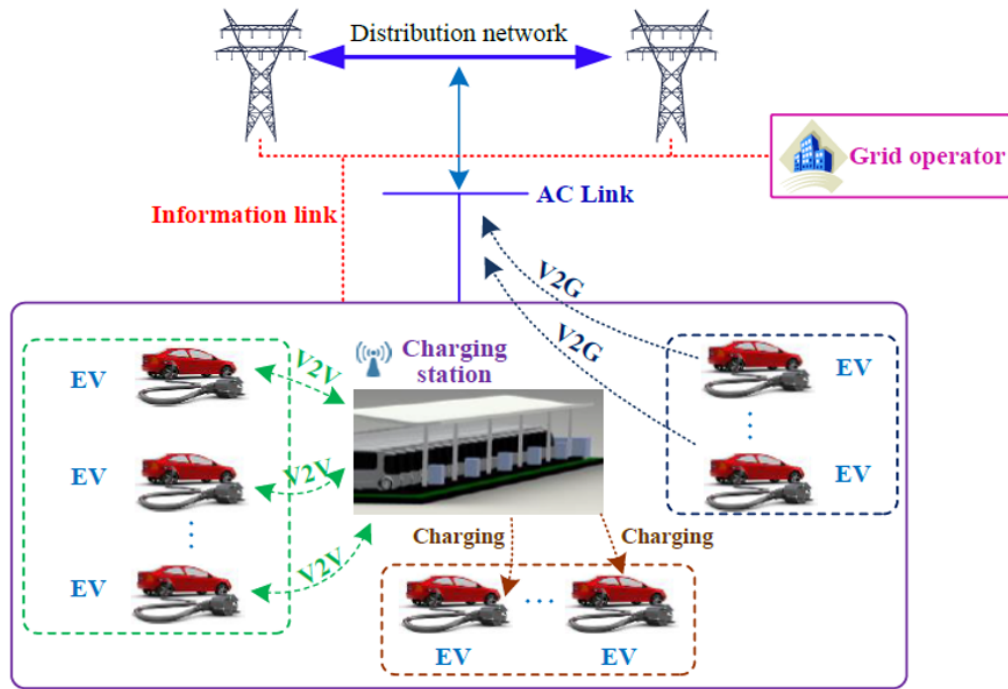 Distribution network
Grid operator
AC Link
Information link
V2G
V2G
Charging
station
EV
V2V
EV
EV
V2V
EV
Charging
Charging
V2V
EV
EV
EV